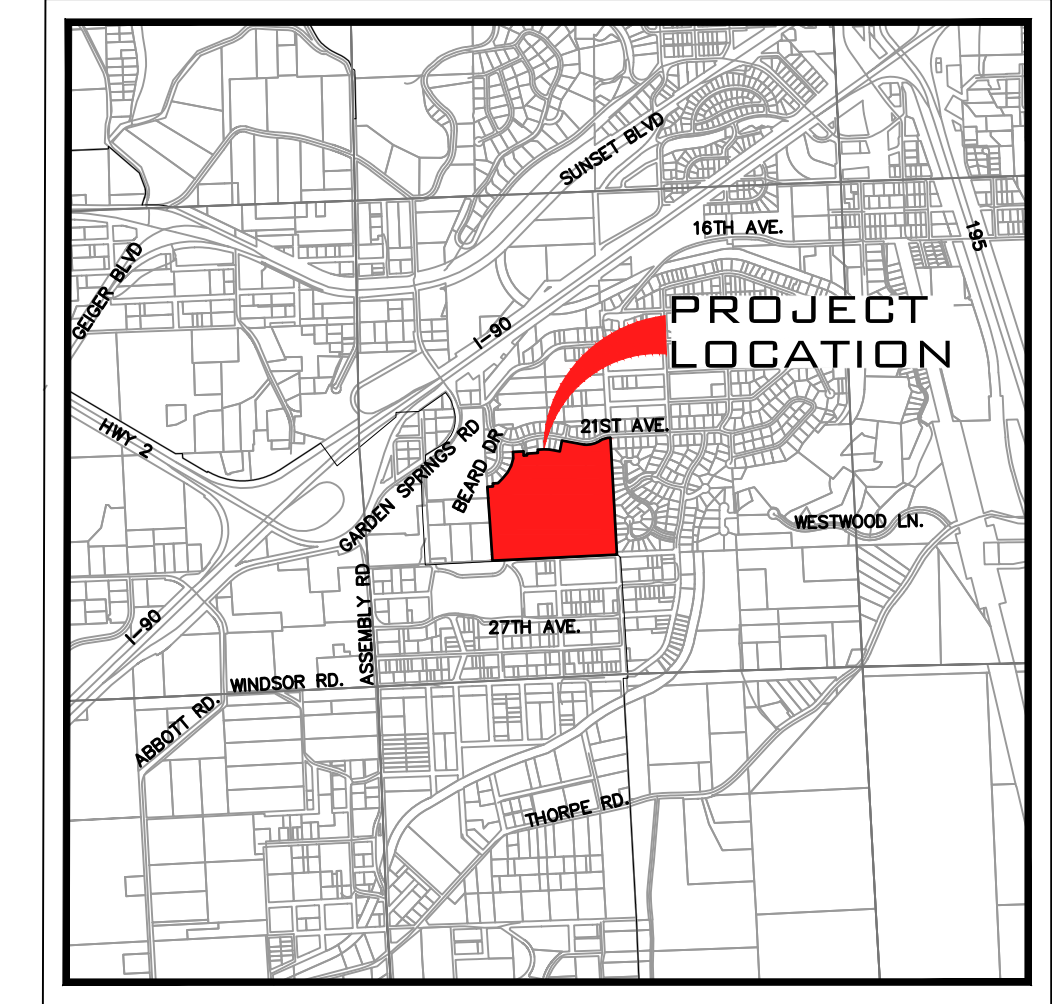 SUNSET BLVD
16TH AVE.
195
GEIGER BLVD
PROJECT
LOCATION
I-90
HWY 2
21ST AVE.
GARDEN SPRINGS RD
BEARD DR
WESTWOOD LN.
ASSEMBLY RD
I-90
27TH AVE.
WINDSOR RD.
ABBOTT RD.
THORPE RD.